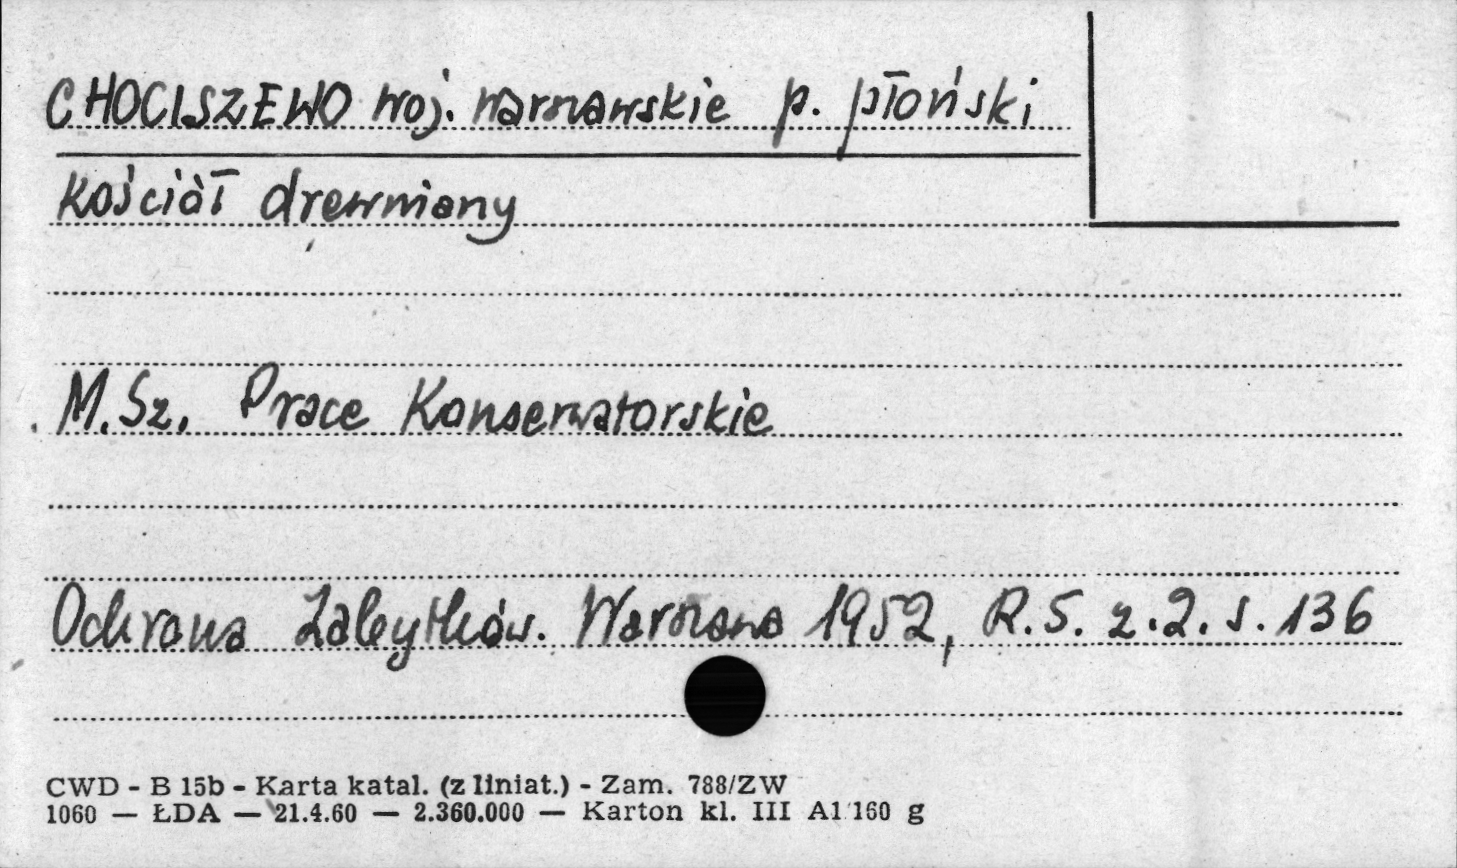 CHOCISZEWO woj. warszawskie p. płoński
Kościół drewniany
M.Sz. Prace Konserwatorskie
Ochrona Zabytków. Warszawa 1952, R.5. z.2. s.136
CWD - B 15b - Karta katal. (z liniat.) - Zam. 788/ZW
1060 — ŁDA — 21.4.60 — 2.360.000 — Karton kl. III A1 160 g